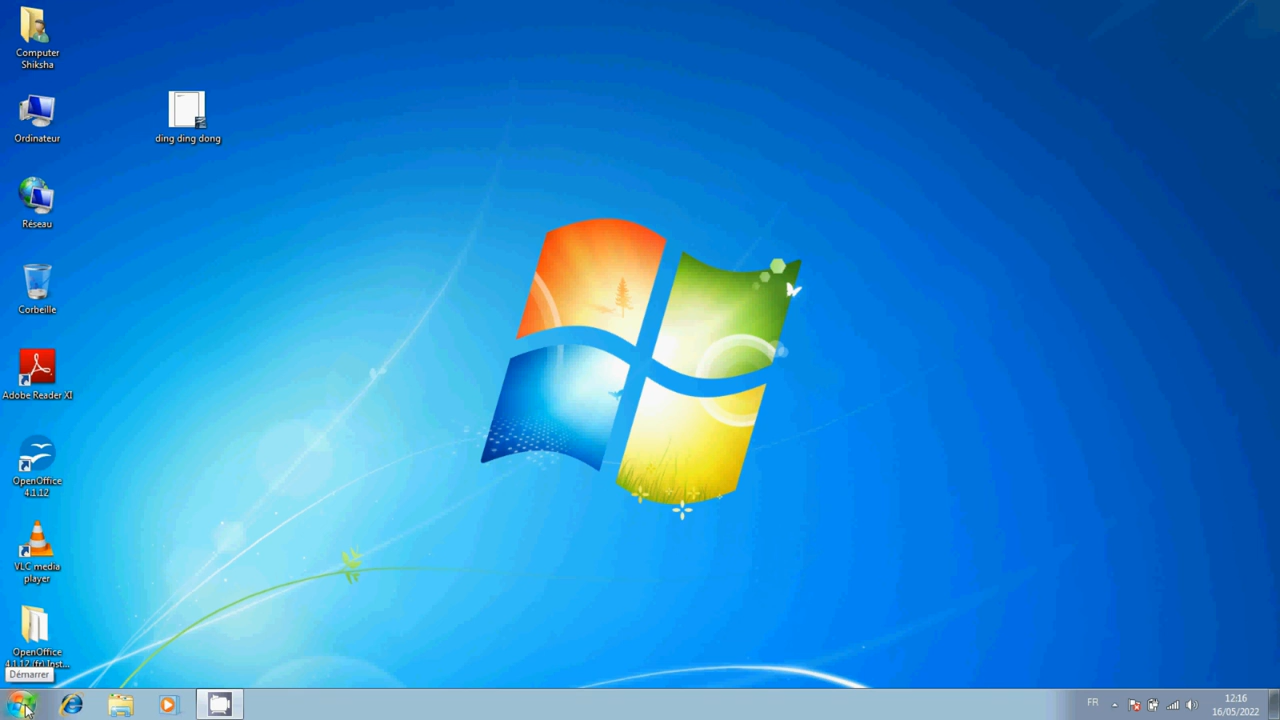 Computer
Shiksha
Ordinateur
ding ding dong
Réseau
Corbeille
Adobe Reader XI
OpenOffice
4.1.12
VLC media
player
OpenOffice
4.1.12 (fr) Inst...
Démarrer
FR
12:16
16/05/2022